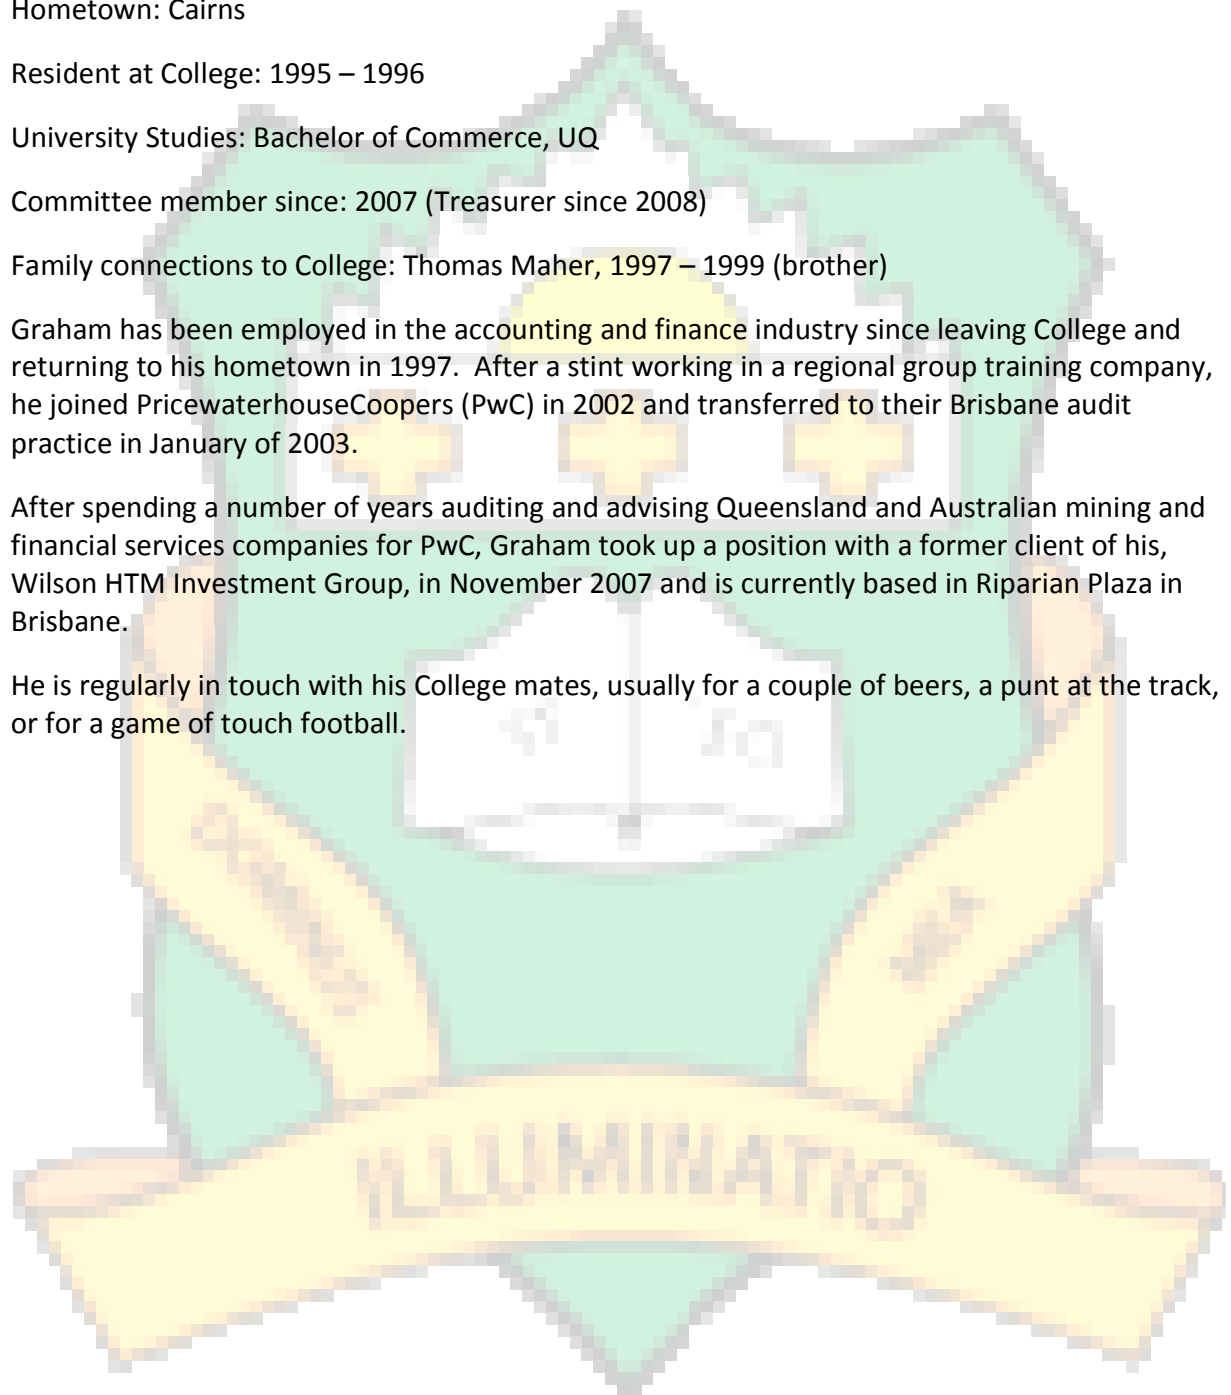 Hometown: Cairns
Resident at College: 1995 – 1996
University Studies: Bachelor of Commerce, UQ
Committee member since: 2007 (Treasurer since 2008)
Family connections to College: Thomas Maher, 1997 – 1999 (brother)
Graham has been employed in the accounting and finance industry since leaving College and
returning to his hometown in 1997.  After a stint working in a regional group training company,
he joined PricewaterhouseCoopers (PwC) in 2002 and transferred to their Brisbane audit
practice in January of 2003.
After spending a number of years auditing and advising Queensland and Australian mining and
financial services companies for PwC, Graham took up a position with a former client of his,
Wilson HTM Investment Group, in November 2007 and is currently based in Riparian Plaza in
Brisbane.
He is regularly in touch with his College mates, usually for a couple of beers, a punt at the track,
or for a game of touch football.
ILLUMINATIO